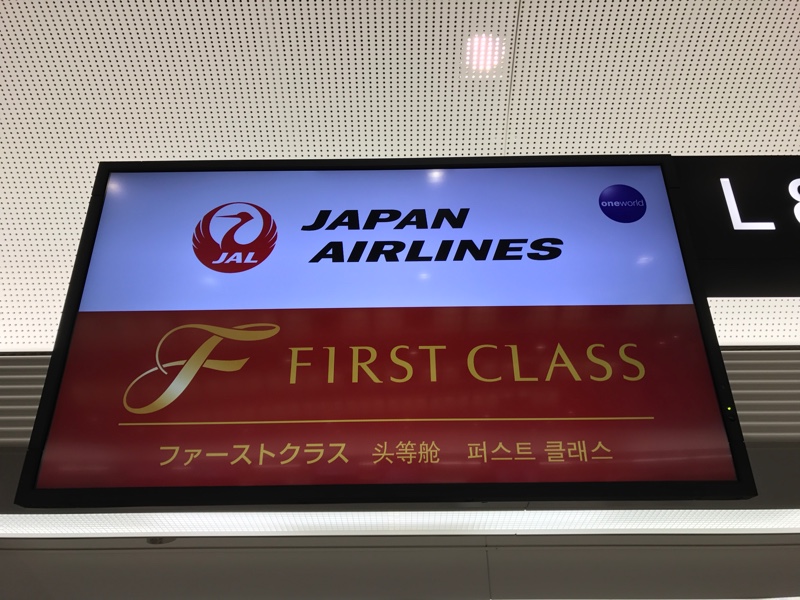 JAPAN
AIRLINES
JAL
oneworld
F FIRST CLASS
ファーストクラス 头等舱 퍼스트 클래스
L